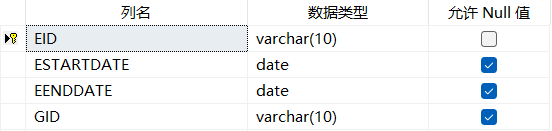 列名 数据类型 允许 Null 值
EID varchar(10)
ESTARTDATE date
EENDDATE date
GID varchar(10)